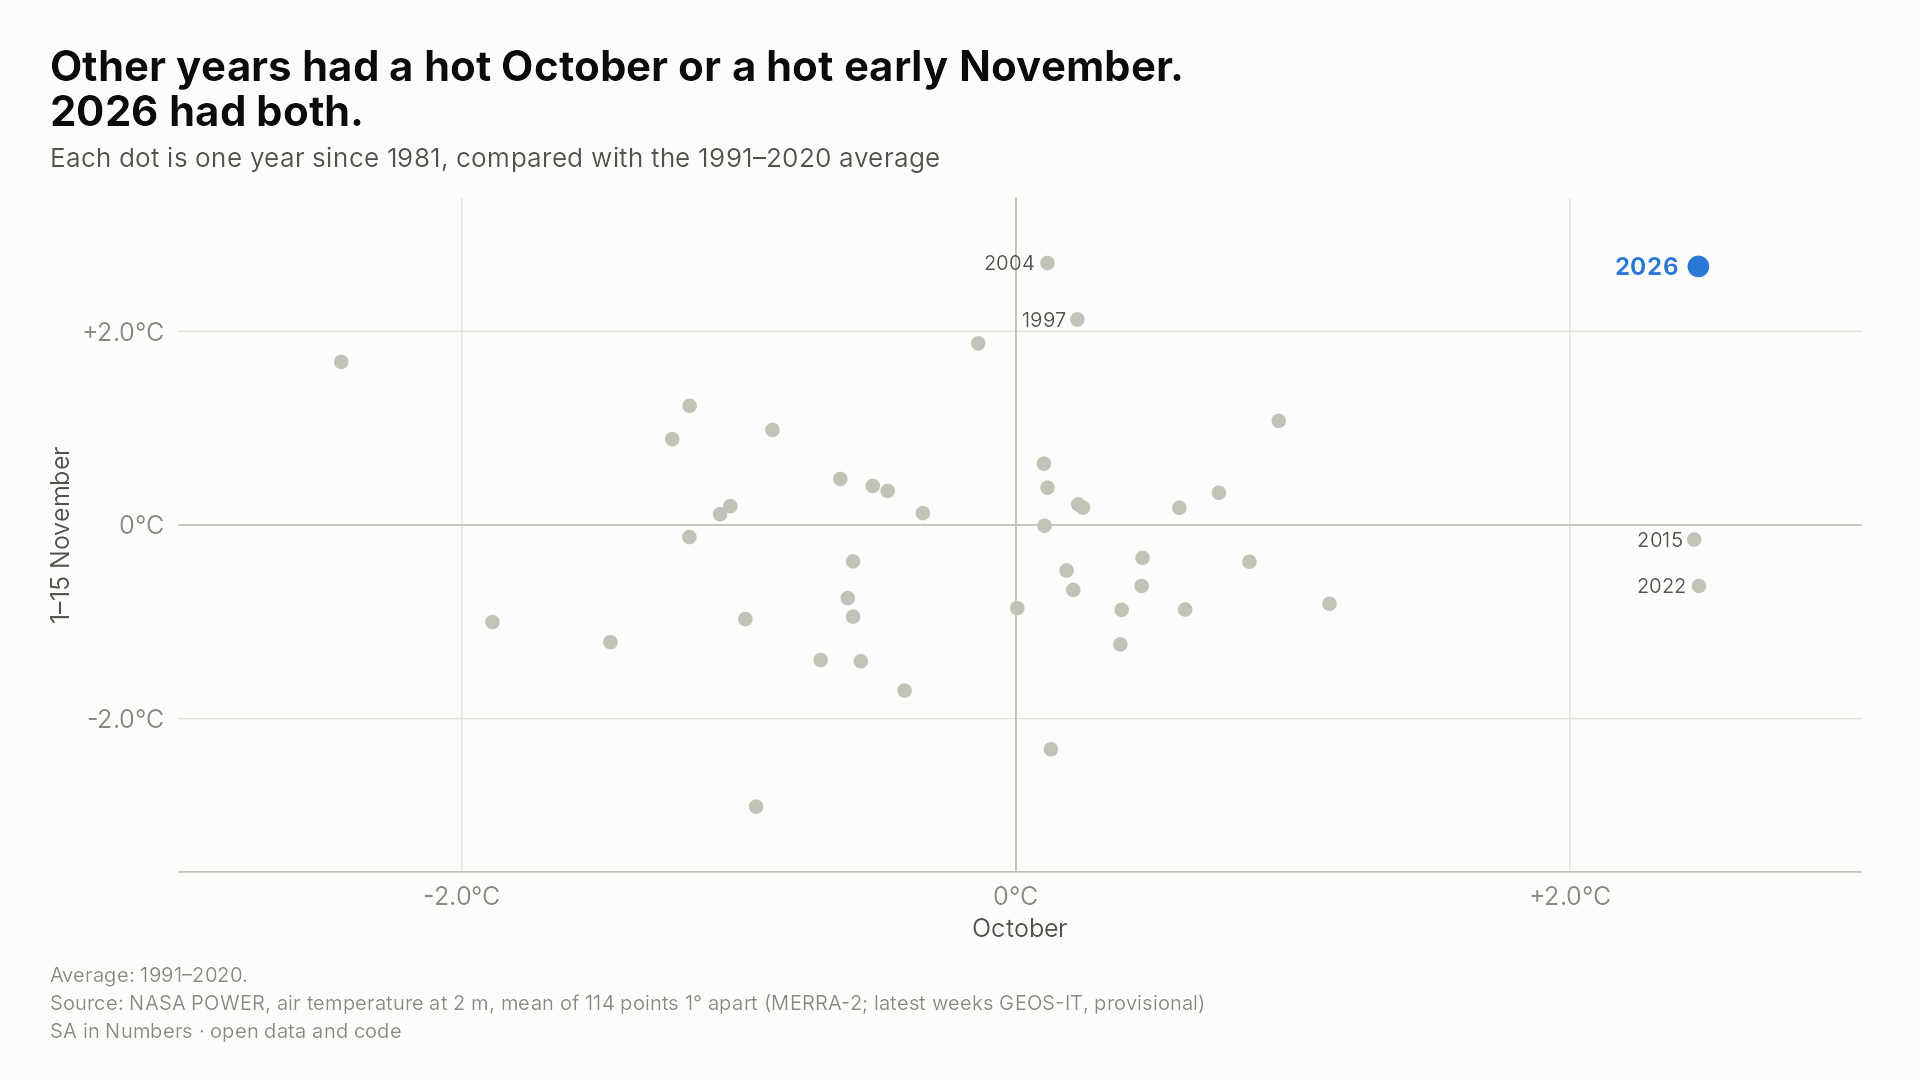 Other years had a hot October or a hot early November.
2026 had both.
Each dot is one year since 1981, compared with the 1991–2020 average
2004
2026
1997
+2.0°C
0°C
2015
2022
-2.0°C
1–15 November
-2.0°C
0°C
+2.0°C
October
Average: 1991–2020.
Source: NASA POWER, air temperature at 2 m, mean of 114 points 1° apart (MERRA-2; latest weeks GEOS-IT, provisional)
SA in Numbers · open data and code